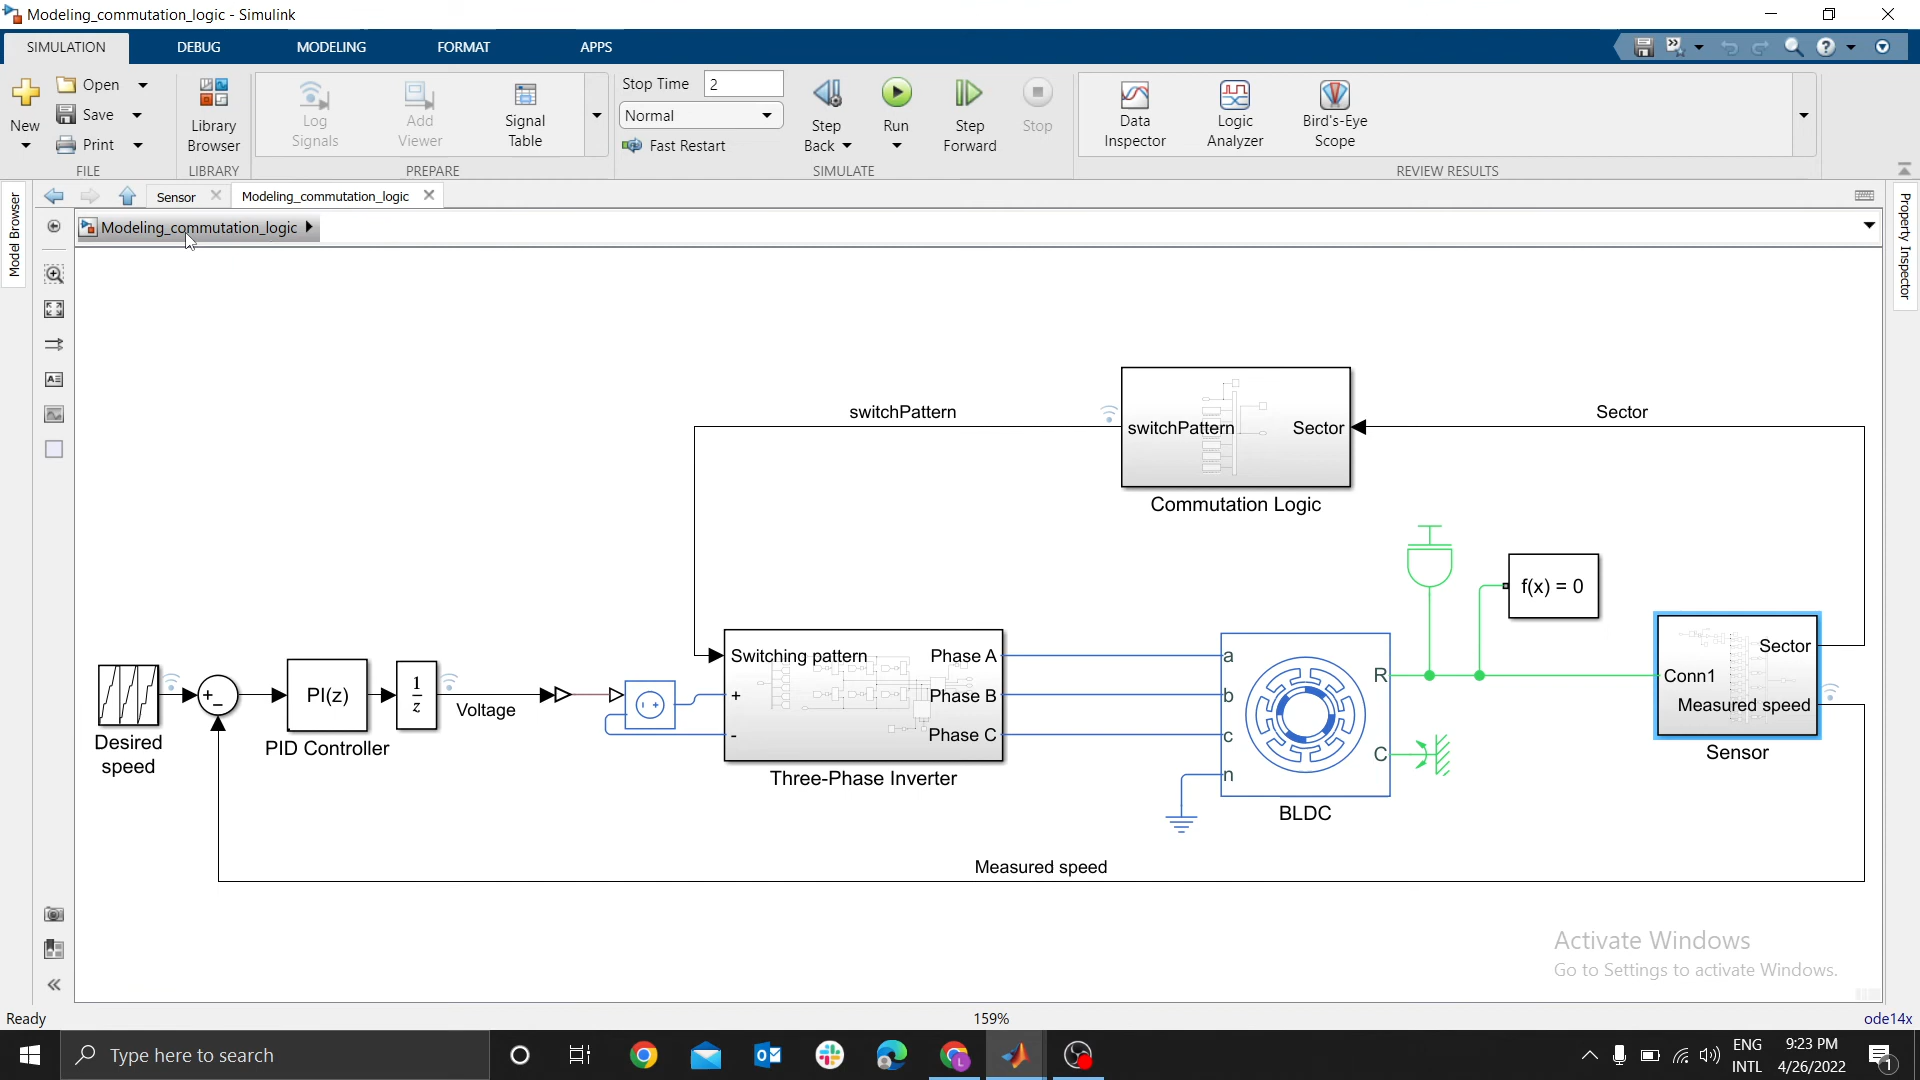 Modeling_commutation_logic - Simulink
SIMULATION DEBUG MODELING FORMAT APPS
New
Open
Save
Print
FILE
Library
Browser
LIBRARY
Log
Signals
Add
Viewer
Signal
Table
PREPARE
Stop Time 2
Normal
Fast Restart
Step
Back
Run
Step
Forward
Stop
SIMULATE
Data
Inspector
Logic
Analyzer
Bird's-Eye
Scope
REVIEW RESULTS
Model Browser
Property Inspector
Sensor
Modeling_commutation_logic
Modeling_commutation_logic
switchPattern
switchPattern Sector
Commutation Logic
Sector
f(x) = 0
Desired
speed
+
−
PI(z)
PID Controller
1
z
Voltage
Switching pattern
+
-
Phase A
Phase B
Phase C
Three-Phase Inverter
a
b
c
n
R
C
BLDC
Sector
Conn1
Measured speed
Sensor
Measured speed
Activate Windows
Go to Settings to activate Windows.
Ready 159% ode14x
Type here to search
ENG
INTL
9:23 PM
4/26/2022
1